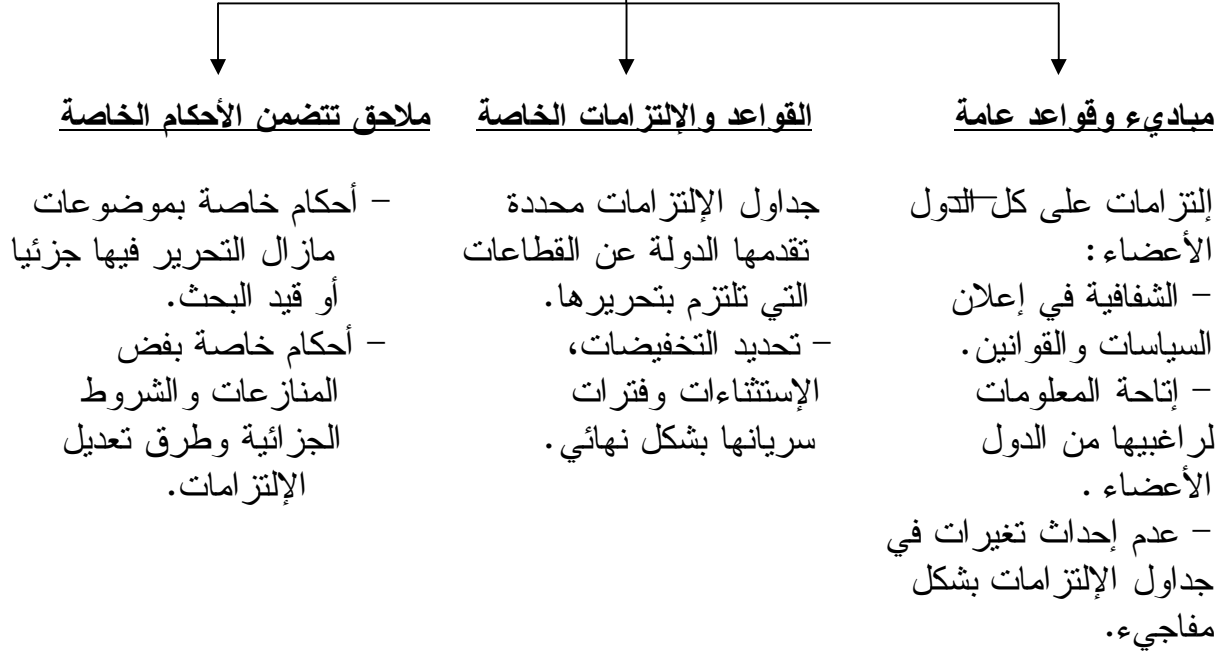 مباديء وقواعد عامة
إلتزامات على كل الدول
الأعضاء:
– الشفافية في إعلان
السياسات والقوانين.
– إتاحة المعلومات
لراغبيها من الدول
الأعضاء .
– عدم إحداث تغيرات في
جداول الإلتزامات بشكل
مفاجيء.
القواعد والإلتزامات الخاصة
جداول الإلتزامات محددة
تقدمها الدولة عن القطاعات
التي تلتزم بتحريرها.
– تحديد التخفيضات،
الإستثناءات وفترات
سريانها بشكل نهائي.
ملاحق تتضمن الأحكام الخاصة
– أحكام خاصة بموضوعات
مازال التحرير فيها جزئيا
أو قيد البحث.
– أحكام خاصة بفض
المنازعات والشروط
الجزائية وطرق تعديل
الإلتزامات.